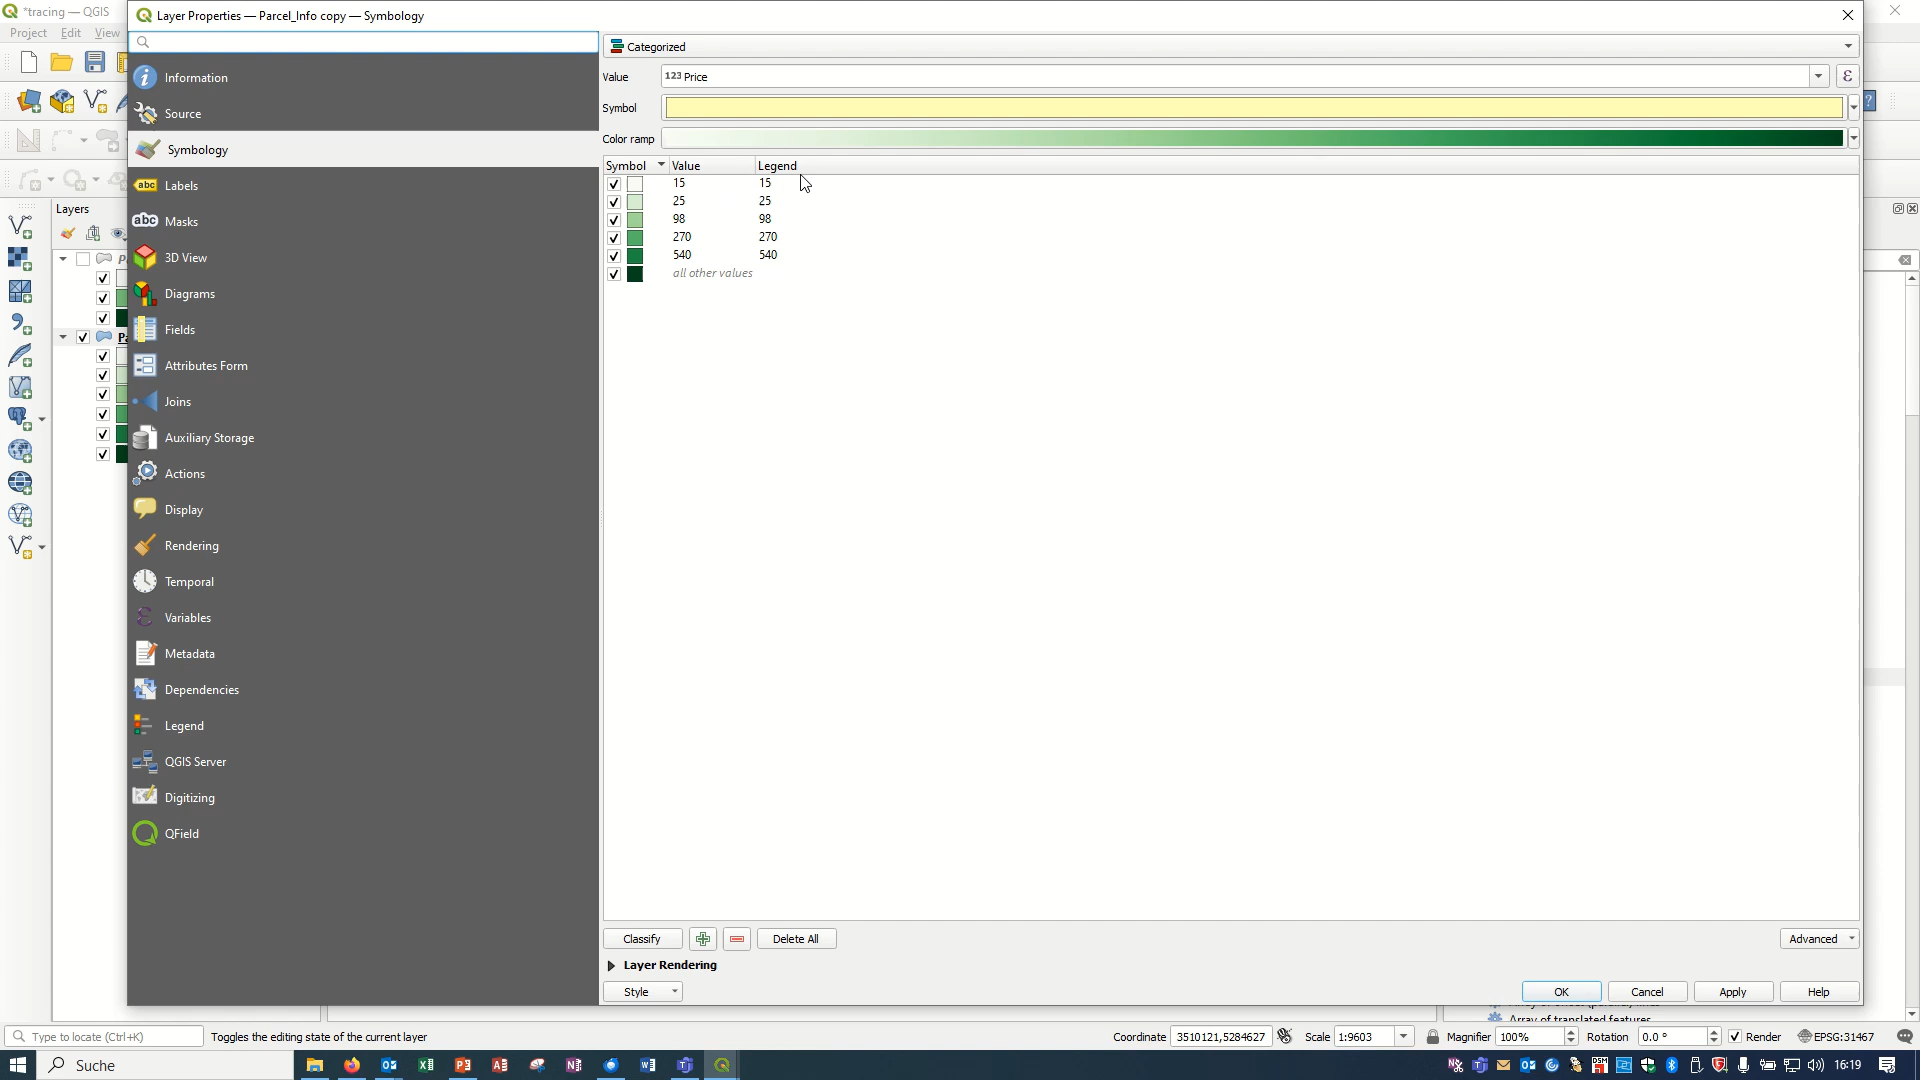 *tracing — QGIS
Layer Properties — Parcel_Info copy — Symbology
Project Edit View
Categorized
Value 123 Price
Symbol
Color ramp
Information
Source
Symbology
Labels
Masks
3D View
Diagrams
Fields
Attributes Form
Joins
Auxiliary Storage
Actions
Display
Rendering
Temporal
Variables
Metadata
Dependencies
Legend
QGIS Server
Digitizing
QField
Layers
Symbol Value Legend
15 15
25 25
98 98
270 270
540 540
all other values
Classify Delete All Advanced
Layer Rendering
Style OK Cancel Apply Help
Array of translated features
Type to locate (Ctrl+K) Toggles the editing state of the current layer Coordinate 3510121,5284627 Scale 1:9603 Magnifier 100% Rotation 0.0 ° Render EPSG:31467
Suche 16:19